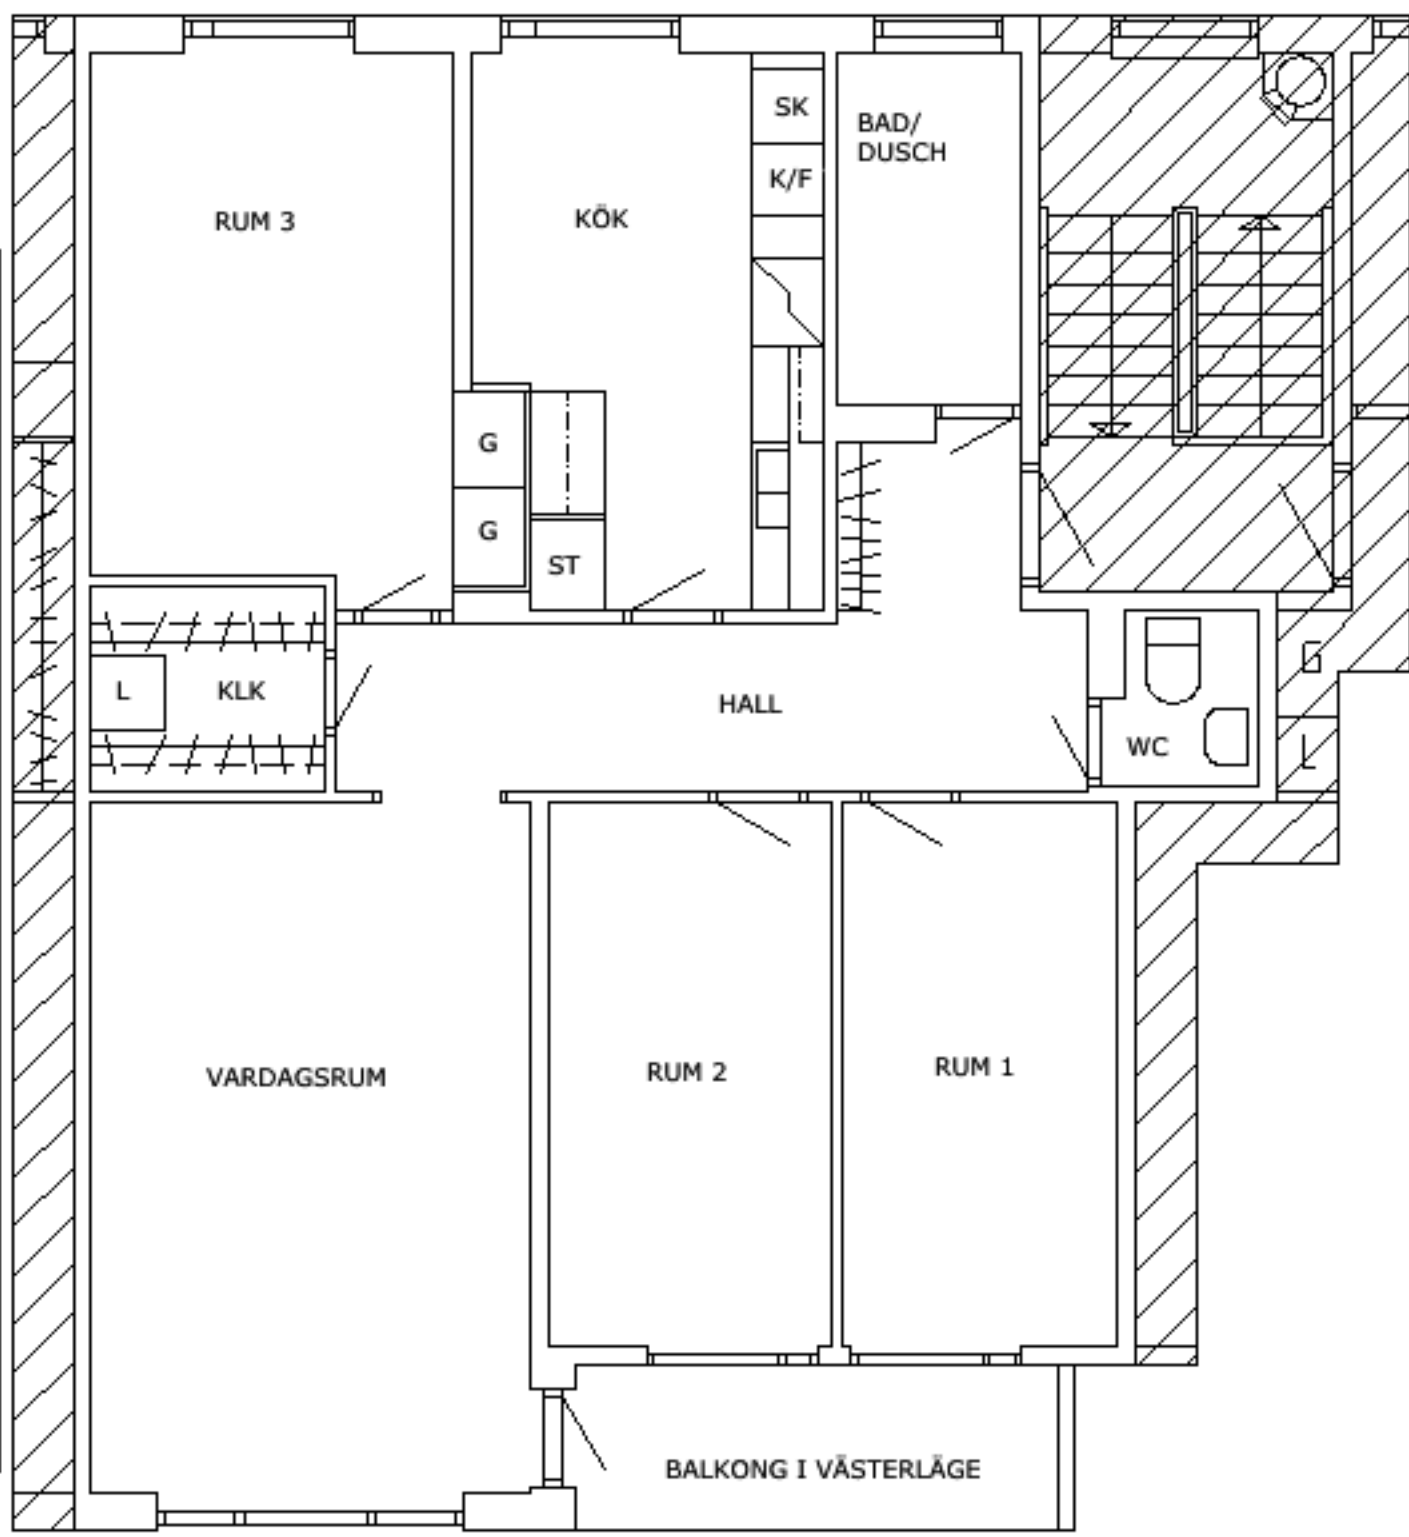 SK
BAD/
DUSCH
K/F
RUM 3
KÖK
G
G
ST
G
L
KLK
HALL
WC
L
VARDAGSRUM
RUM 2
RUM 1
BALKONG I VÄSTERLÄGE